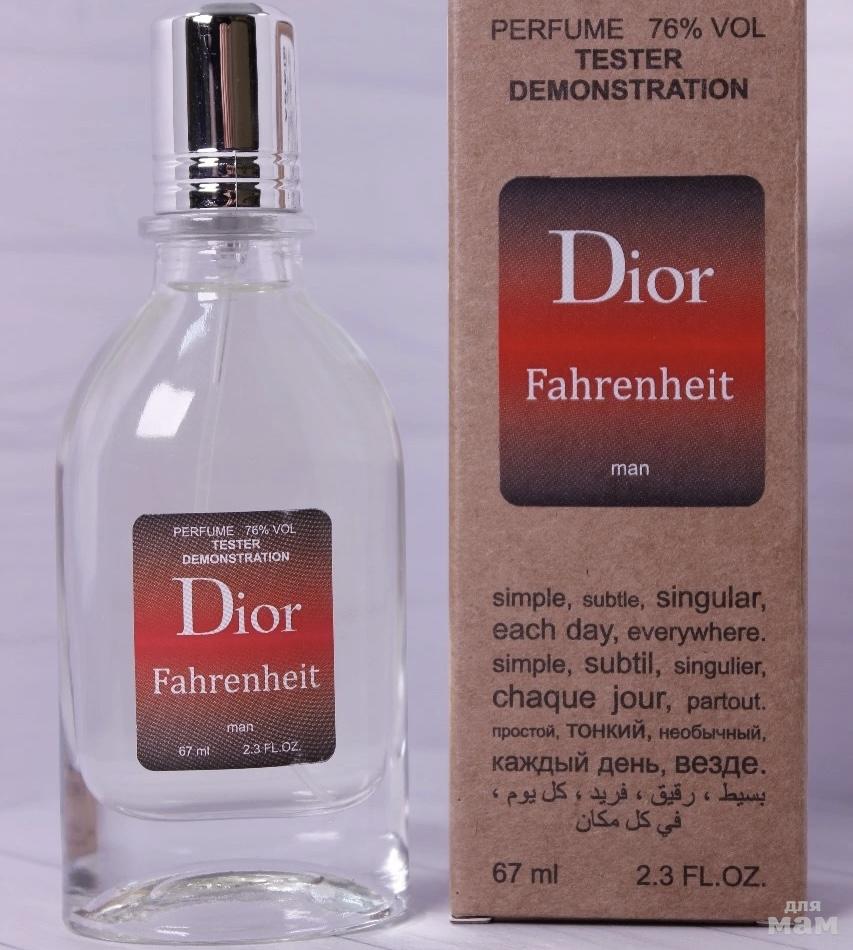 PERFUME 76% VOL
TESTER
DEMONSTRATION
Dior
Fahrenheit
man
67 ml 2.3 FL.OZ.
PERFUME 76% VOL
TESTER
DEMONSTRATION
Dior
Fahrenheit
man
simple, subtle, singular,
each day, everywhere.
simple, subtil, singulier,
chaque jour, partout.
простой, тонкий, необычный,
каждый день, везде.
بسيط ، رقيق ، فريد ، كل يوم ،
في كل مكان
67 ml 2.3 FL.OZ.
для
мам